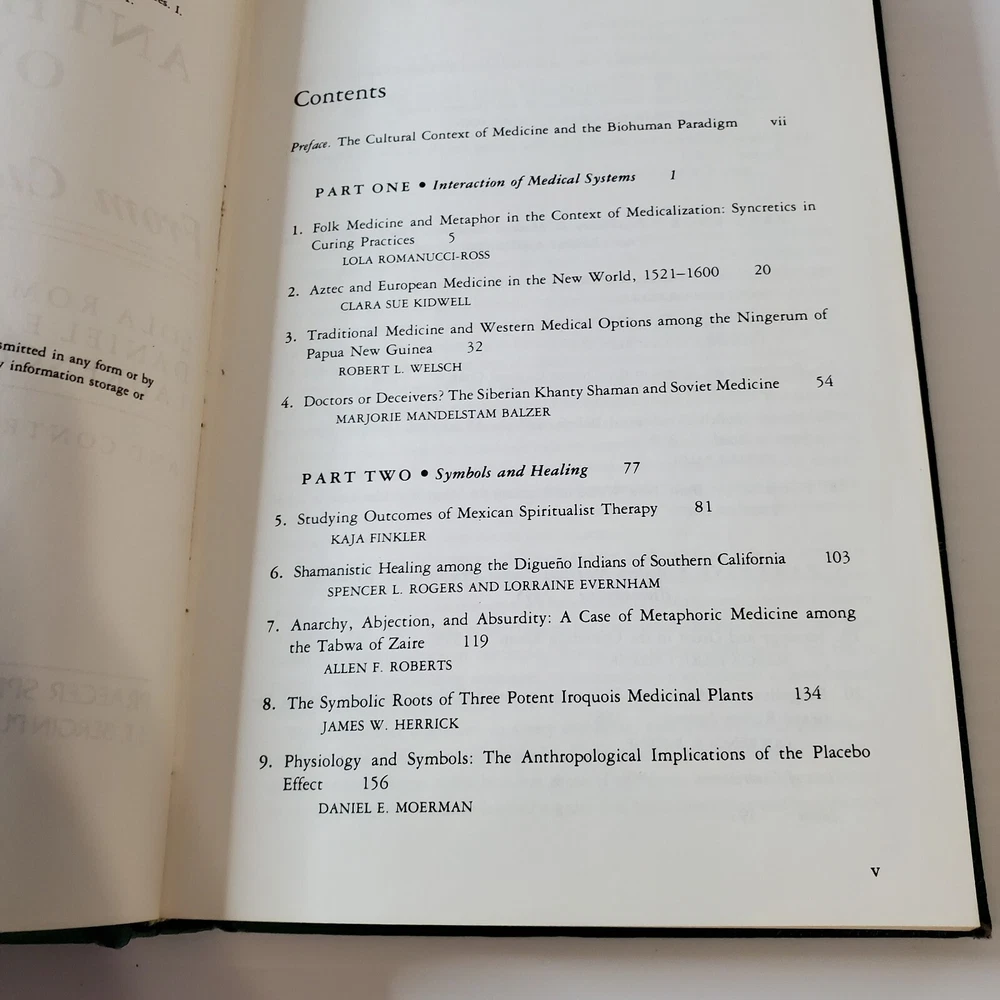 Contents
Preface. The Cultural Context of Medicine and the Biohuman Paradigm vii
PART ONE • Interaction of Medical Systems 1
1. Folk Medicine and Metaphor in the Context of Medicalization: Syncretics in
Curing Practices 5
LOLA ROMANUCCI-ROSS
2. Aztec and European Medicine in the New World, 1521–1600 20
CLARA SUE KIDWELL
3. Traditional Medicine and Western Medical Options among the Ningerum of
Papua New Guinea 32
ROBERT L. WELSCH
4. Doctors or Deceivers? The Siberian Khanty Shaman and Soviet Medicine 54
MARJORIE MANDELSTAM BALZER
PART TWO • Symbols and Healing 77
5. Studying Outcomes of Mexican Spiritualist Therapy 81
KAJA FINKLER
6. Shamanistic Healing among the Digueño Indians of Southern California 103
SPENCER L. ROGERS AND LORRAINE EVERNHAM
7. Anarchy, Abjection, and Absurdity: A Case of Metaphoric Medicine among
the Tabwa of Zaire 119
ALLEN F. ROBERTS
8. The Symbolic Roots of Three Potent Iroquois Medicinal Plants 134
JAMES W. HERRICK
9. Physiology and Symbols: The Anthropological Implications of the Placebo
Effect 156
DANIEL E. MOERMAN
v
smitted in any form or by
information storage or